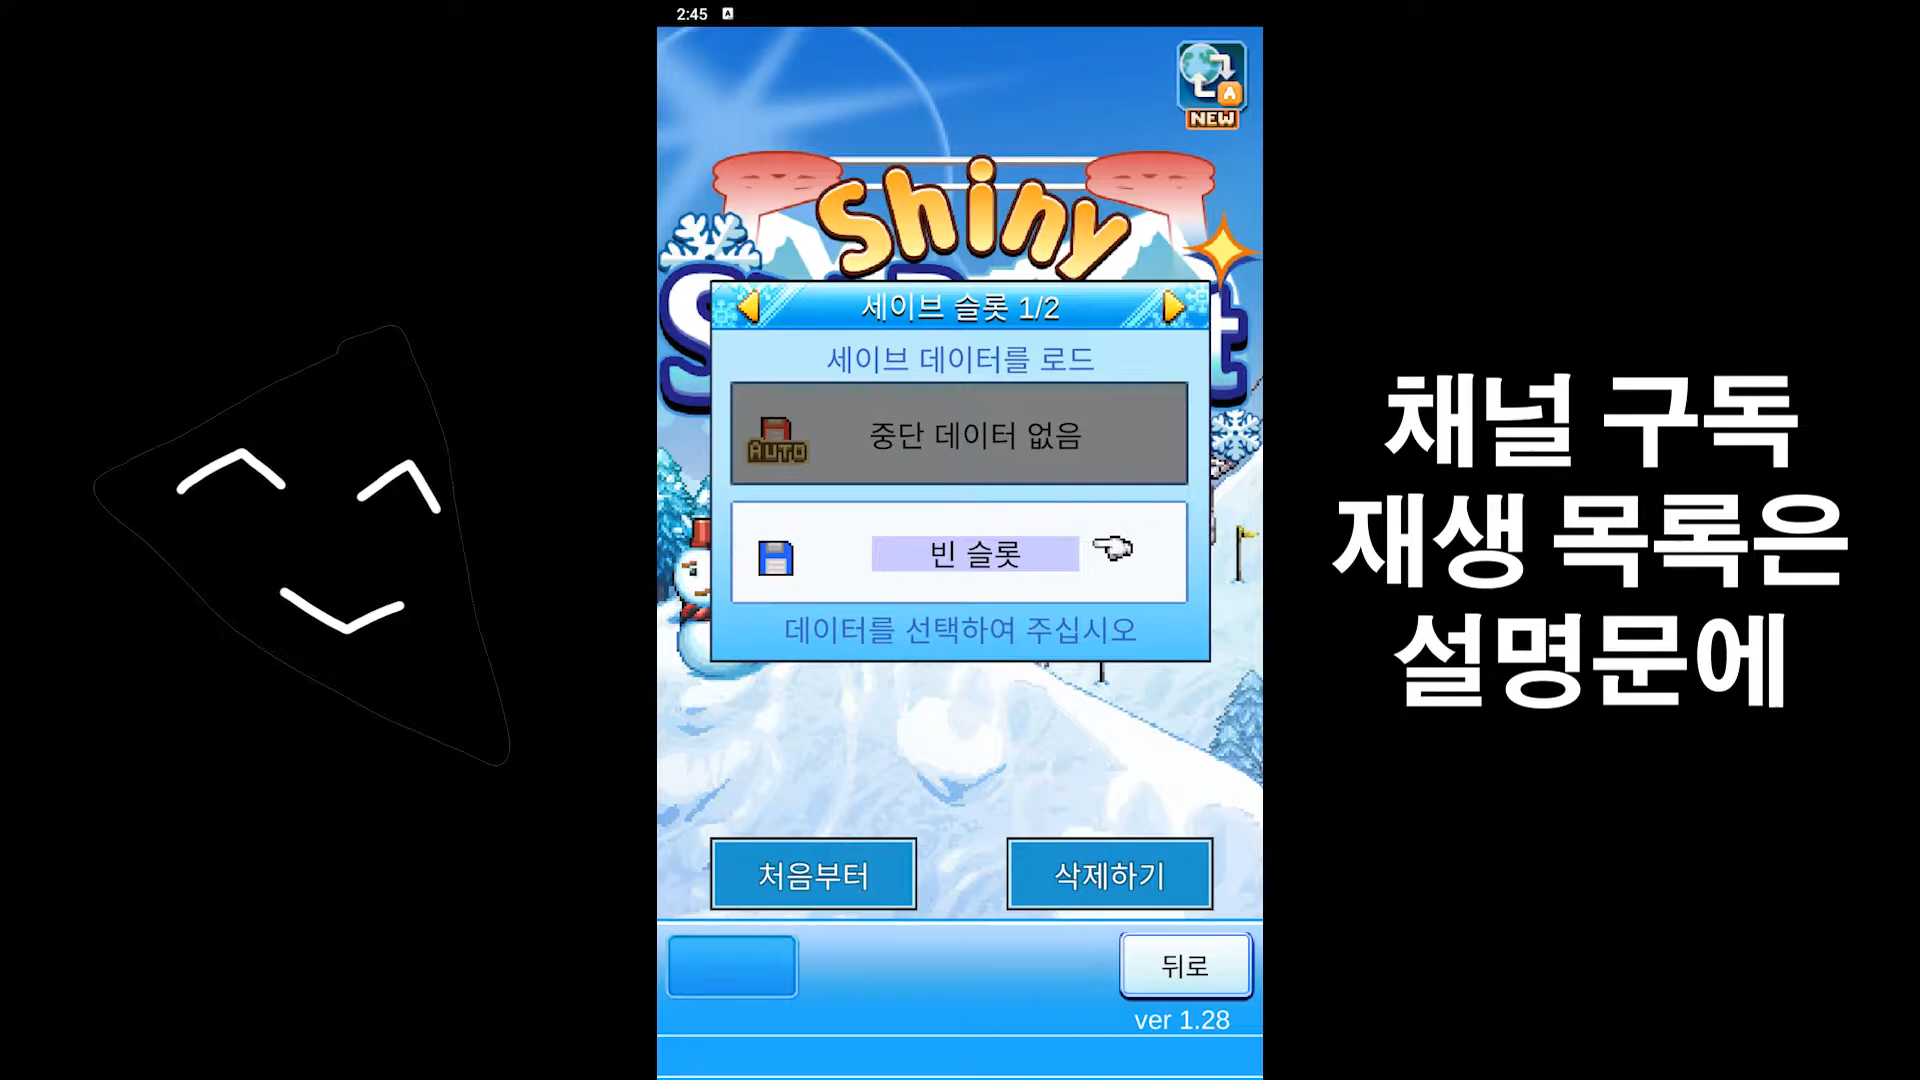 2:45 A
A
NEW
Shiny
세이브 슬롯 1/2
세이브 데이터를 로드
AUTO
중단 데이터 없음
빈 슬롯
데이터를 선택하여 주십시오
처음부터
삭제하기
뒤로
ver 1.28
채널 구독
재생 목록은
설명문에